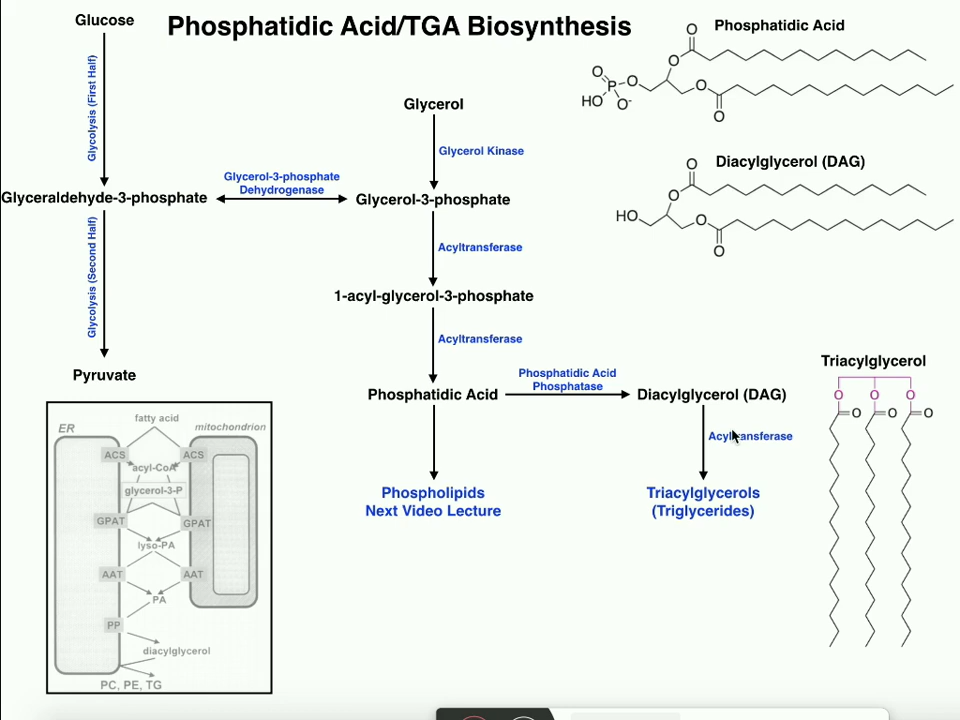 Phosphatidic Acid/TGA Biosynthesis
Glucose
Glycolysis (First Half)
Glyceraldehyde-3-phosphate
Glycolysis (Second Half)
Pyruvate
Glycerol-3-phosphate
Dehydrogenase
Glycerol
Glycerol Kinase
Glycerol-3-phosphate
Acyltransferase
1-acyl-glycerol-3-phosphate
Acyltransferase
Phosphatidic Acid
Phosphatidic Acid
Phosphatase
Diacylglycerol (DAG)
Acyltransferase
Phospholipids
Next Video Lecture
Triacylglycerols
(Triglycerides)
Phosphatidic Acid
O
O
O
P
O
O
HO
O-
O
Diacylglycerol (DAG)
O
O
HO
O
O
Triacylglycerol
O O O
O O O
fatty acid
ER
mitochondrion
ACS ACS
acyl-CoA
glycerol-3-P
GPAT GPAT
lyso-PA
AAT AAT
PA
PP
diacylglycerol
PC, PE, TG